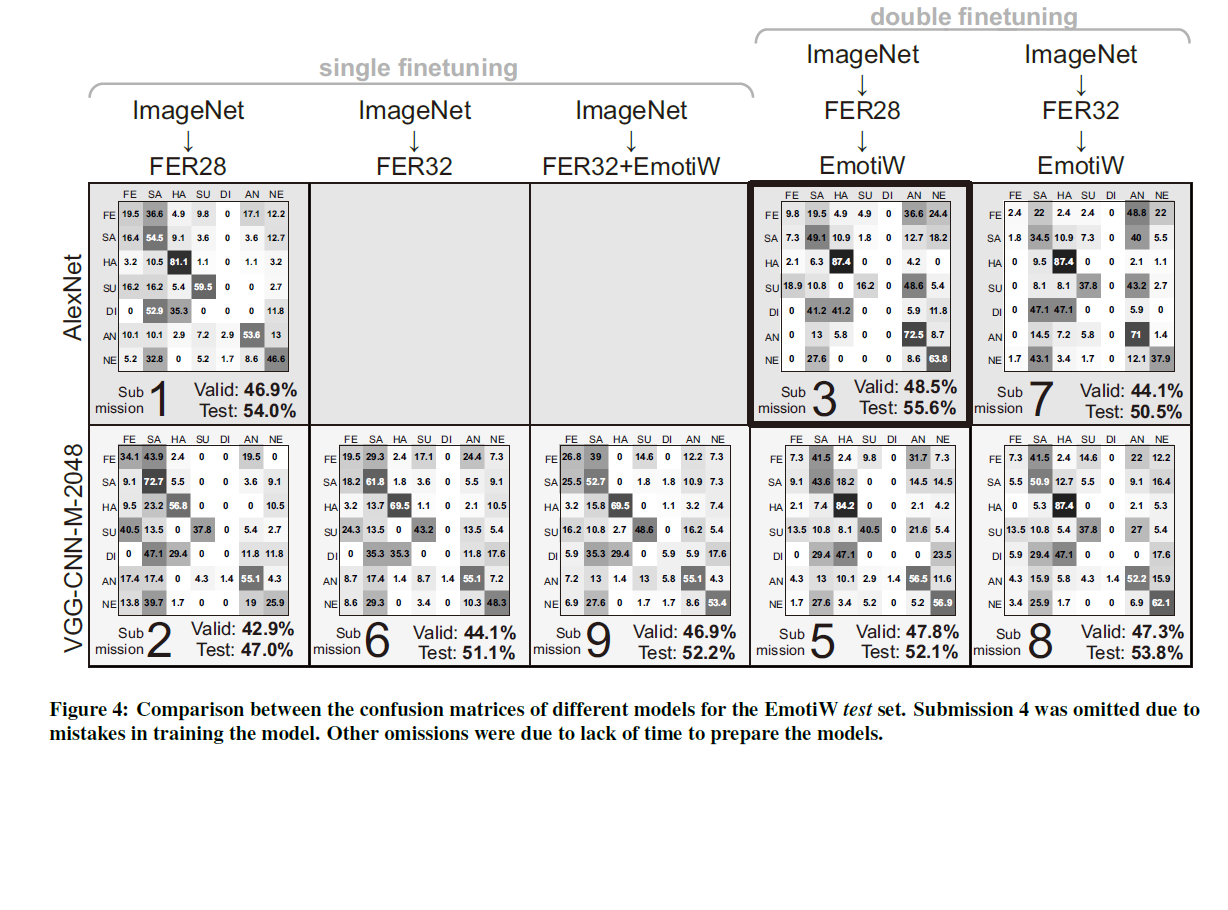 double finetuning
single finetuning
ImageNet ImageNet
↓ ↓
ImageNet ImageNet ImageNet FER28 FER32
↓ ↓ ↓ ↓ ↓
FER28 FER32 FER32+EmotiW EmotiW EmotiW
AlexNet
FE SA HA SU DI AN NE
FE 19.5 36.6 4.9 9.8 0 17.1 12.2
SA 16.4 54.5 9.1 3.6 0 3.6 12.7
HA 3.2 10.5 81.1 1.1 0 1.1 3.2
SU 16.2 16.2 5.4 59.5 0 0 2.7
DI 0 52.9 35.3 0 0 0 11.8
AN 10.1 10.1 2.9 7.2 2.9 53.6 13
NE 5.2 32.8 0 5.2 1.7 8.6 46.6
Sub mission 1 Valid: 46.9%
Test: 54.0%
FE SA HA SU DI AN NE
FE 9.8 19.5 4.9 4.9 0 36.6 24.4
SA 7.3 49.1 10.9 1.8 0 12.7 18.2
HA 2.1 6.3 87.4 0 0 4.2 0
SU 18.9 10.8 0 16.2 0 48.6 5.4
DI 0 41.2 41.2 0 0 5.9 11.8
AN 0 13 5.8 0 0 72.5 8.7
NE 0 27.6 0 0 0 8.6 63.8
Sub mission 3 Valid: 48.5%
Test: 55.6%
FE SA HA SU DI AN NE
FE 2.4 22 2.4 2.4 0 48.8 22
SA 1.8 34.5 10.9 7.3 0 40 5.5
HA 0 9.5 87.4 0 0 2.1 1.1
SU 0 8.1 8.1 37.8 0 43.2 2.7
DI 0 47.1 47.1 0 0 5.9 0
AN 0 14.5 7.2 5.8 0 71 1.4
NE 1.7 43.1 3.4 1.7 0 12.1 37.9
Sub mission 7 Valid: 44.1%
Test: 50.5%
VGG-CNN-M-2048
FE SA HA SU DI AN NE
FE 34.1 43.9 2.4 0 0 19.5 0
SA 9.1 72.7 5.5 0 0 3.6 9.1
HA 9.5 23.2 56.8 0 0 0 10.5
SU 40.5 13.5 0 37.8 0 5.4 2.7
DI 0 47.1 29.4 0 0 11.8 11.8
AN 17.4 17.4 0 4.3 1.4 55.1 4.3
NE 13.8 39.7 1.7 0 0 19 25.9
Sub mission 2 Valid: 42.9%
Test: 47.0%
FE SA HA SU DI AN NE
FE 19.5 29.3 2.4 17.1 0 24.4 7.3
SA 18.2 61.8 1.8 3.6 0 5.5 9.1
HA 3.2 13.7 69.5 1.1 0 2.1 10.5
SU 24.3 13.5 0 43.2 0 13.5 5.4
DI 0 35.3 35.3 0 0 11.8 17.6
AN 8.7 17.4 1.4 8.7 1.4 55.1 7.2
NE 8.6 29.3 0 3.4 0 10.3 48.3
Sub mission 6 Valid: 44.1%
Test: 51.1%
FE SA HA SU DI AN NE
FE 26.8 39 0 14.6 0 12.2 7.3
SA 25.5 52.7 0 1.8 1.8 10.9 7.3
HA 3.2 15.8 69.5 0 1.1 3.2 7.4
SU 16.2 10.8 2.7 48.6 0 16.2 5.4
DI 5.9 35.3 29.4 0 5.9 5.9 17.6
AN 7.2 13 1.4 13 5.8 55.1 4.3
NE 6.9 27.6 0 1.7 1.7 8.6 53.4
Sub mission 9 Valid: 46.9%
Test: 52.2%
FE SA HA SU DI AN NE
FE 7.3 41.5 2.4 9.8 0 31.7 7.3
SA 9.1 43.6 18.2 0 0 14.5 14.5
HA 2.1 7.4 84.2 0 0 2.1 4.2
SU 13.5 10.8 8.1 40.5 0 21.6 5.4
DI 0 29.4 47.1 0 0 0 23.5
AN 4.3 13 10.1 2.9 1.4 56.5 11.6
NE 1.7 27.6 3.4 5.2 0 5.2 56.9
Sub mission 5 Valid: 47.8%
Test: 52.1%
FE SA HA SU DI AN NE
FE 7.3 41.5 2.4 14.6 0 22 12.2
SA 5.5 50.9 12.7 5.5 0 9.1 16.4
HA 0 5.3 87.4 0 0 2.1 5.3
SU 13.5 10.8 5.4 37.8 0 27 5.4
DI 5.9 29.4 47.1 0 0 0 17.6
AN 4.3 15.9 5.8 4.3 1.4 52.2 15.9
NE 3.4 25.9 1.7 0 0 6.9 62.1
Sub mission 8 Valid: 47.3%
Test: 53.8%
Figure 4: Comparison between the confusion matrices of different models for the EmotiW test set. Submission 4 was omitted due to
mistakes in training the model. Other omissions were due to lack of time to prepare the models.